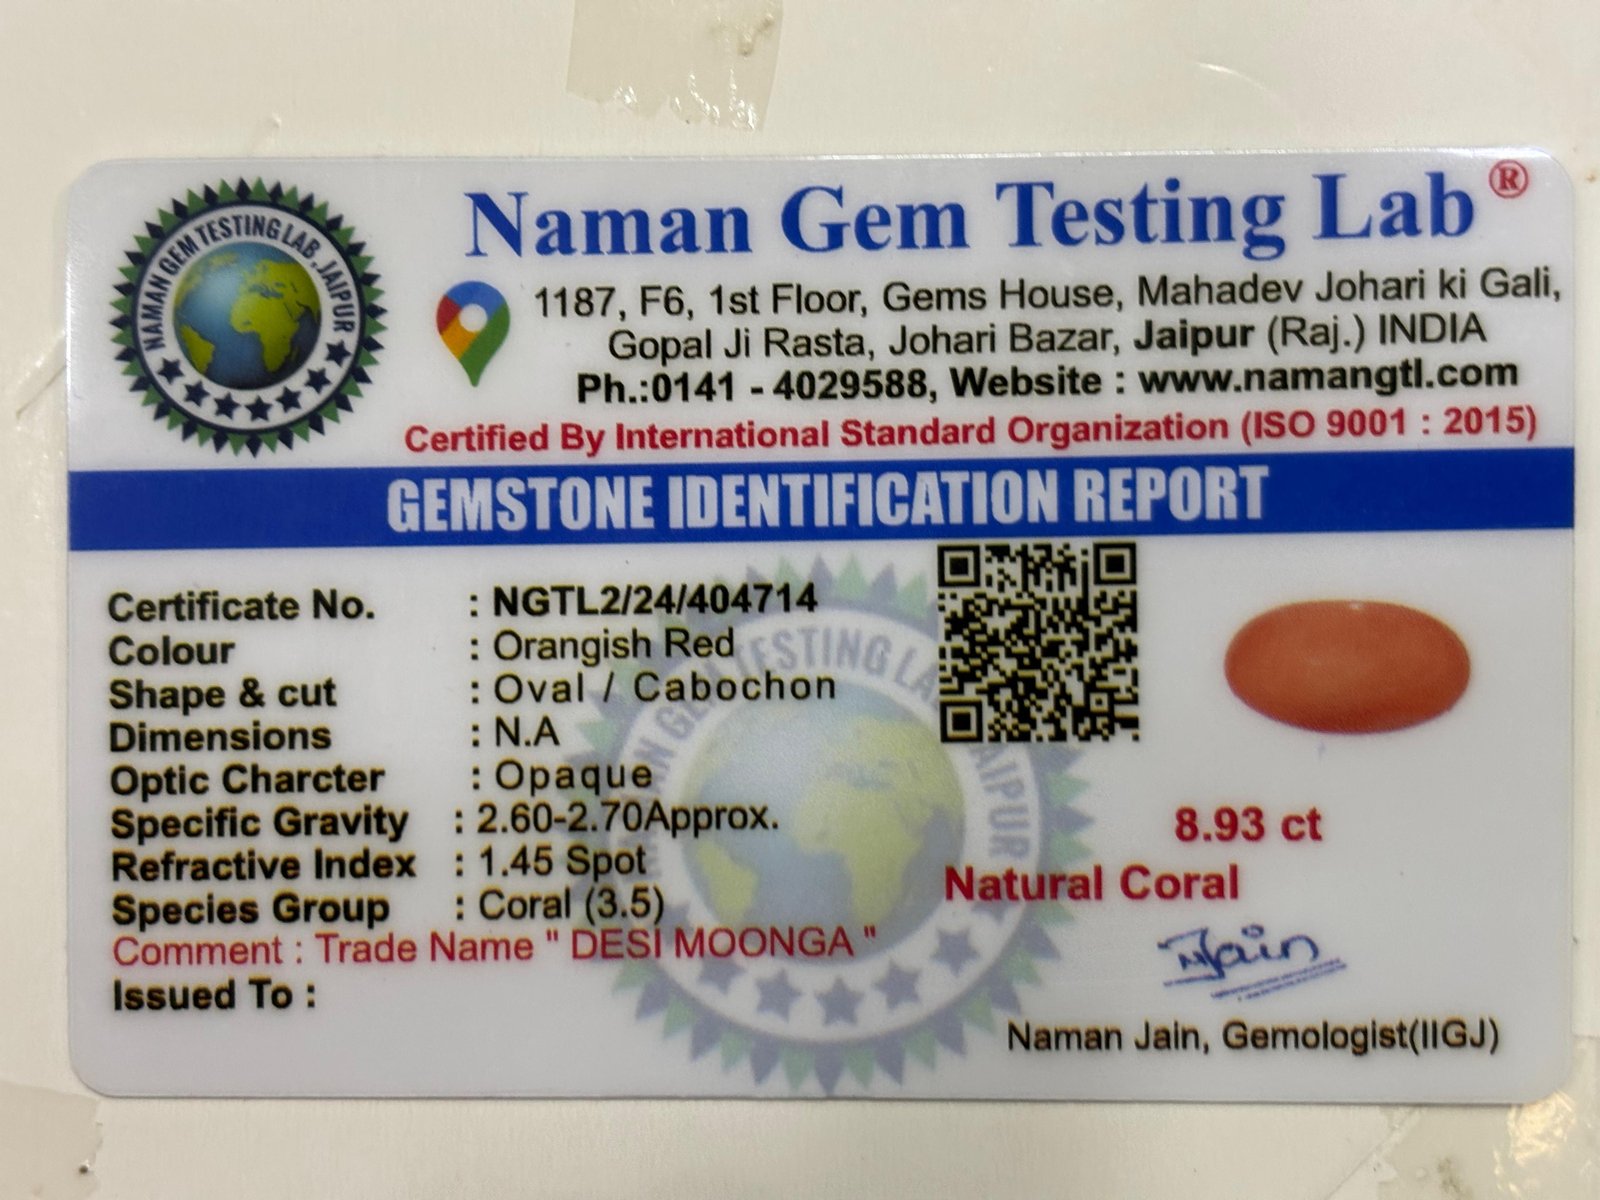 NAMAN GEM TESTING LAB, JAIPUR
Naman Gem Testing Lab®
1187, F6, 1st Floor, Gems House, Mahadev Johari ki Gali,
Gopal Ji Rasta, Johari Bazar, Jaipur (Raj.) INDIA
Ph.:0141 - 4029588, Website : www.namangtl.com
Certified By International Standard Organization (ISO 9001 : 2015)
GEMSTONE IDENTIFICATION REPORT
Certificate No. : NGTL2/24/404714
Colour : Orangish Red
Shape & cut : Oval / Cabochon
Dimensions : N.A
Optic Charcter : Opaque
Specific Gravity : 2.60-2.70Approx.
Refractive Index : 1.45 Spot
Species Group : Coral (3.5)
Comment : Trade Name " DESI MOONGA "
Issued To :
8.93 ct
Natural Coral
NJain
Naman Jain, Gemologist(IIGJ)